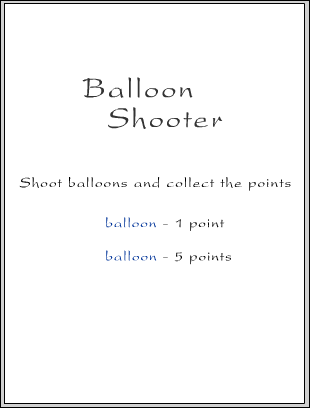 Balloon
Shooter
Shoot balloons and collect the points
balloon - 1 point
balloon - 5 points